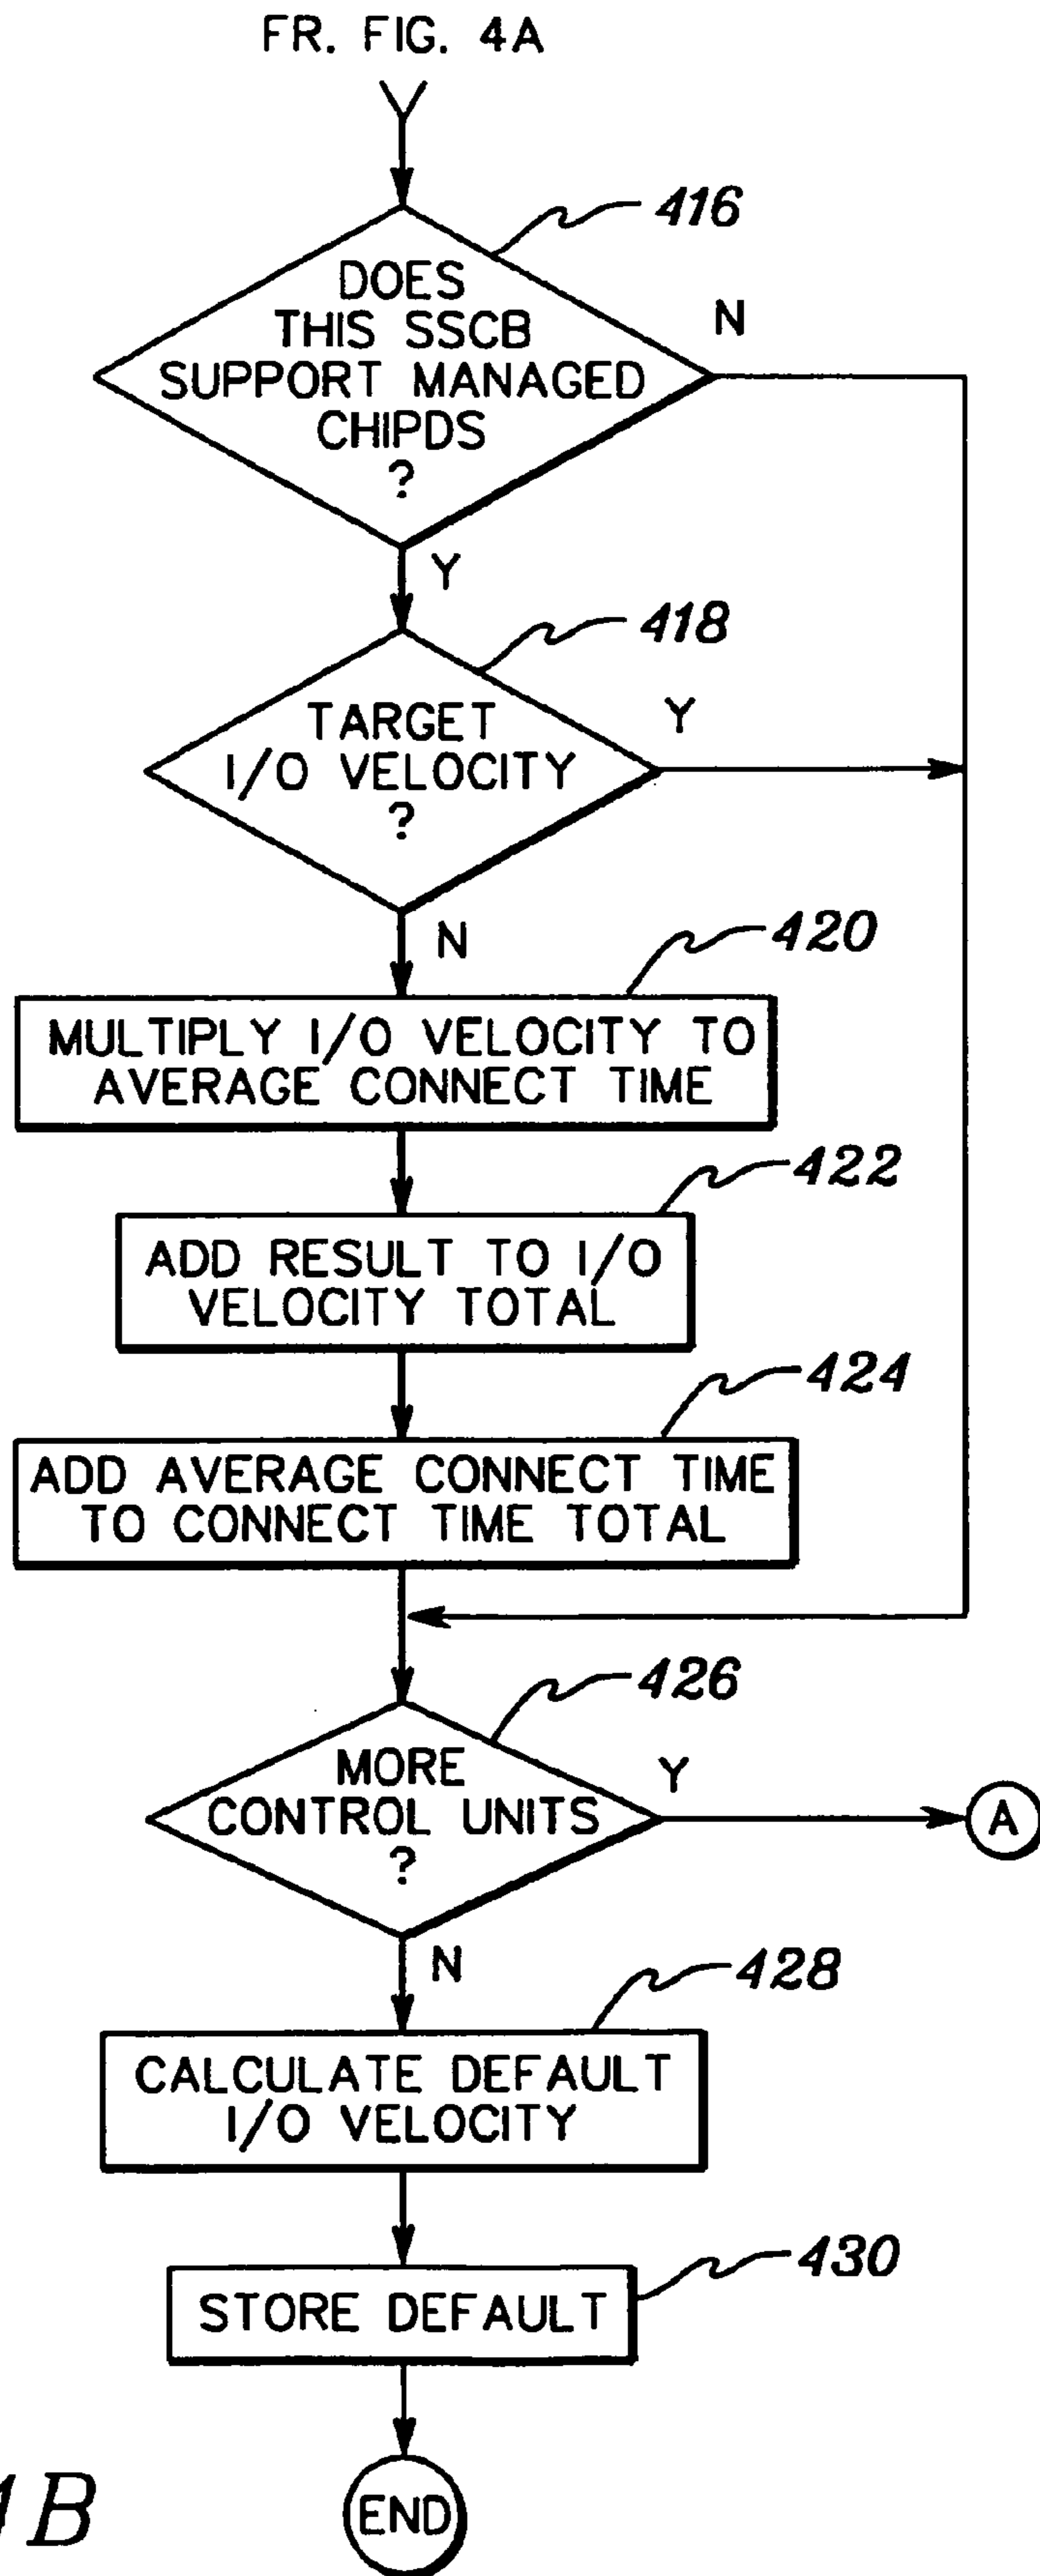 FR. FIG. 4A
416
DOES
THIS SSCB
SUPPORT MANAGED
CHIPDS
?
N
Y
418
TARGET
I/O VELOCITY
?
Y
N
420
MULTIPLY I/O VELOCITY TO
AVERAGE CONNECT TIME
422
ADD RESULT TO I/O
VELOCITY TOTAL
424
ADD AVERAGE CONNECT TIME
TO CONNECT TIME TOTAL
426
MORE
CONTROL UNITS
?
Y
A
N
428
CALCULATE DEFAULT
I/O VELOCITY
430
STORE DEFAULT
END
4B